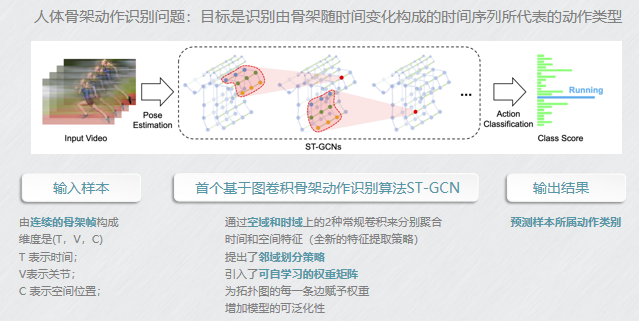 人体骨架动作识别问题：目标是识别由骨架随时间变化构成的时间序列所代表的动作类型
Input Video
Pose
Estimation
ST-GCNs
...
Action
Classification
Running
Class Score
输入样本
由连续的骨架帧构成
维度是(T，V，C)
T 表示时间；
V表示关节；
C 表示空间位置；
首个基于图卷积骨架动作识别算法ST-GCN
通过空域和时域上的2种常规卷积来分别聚合
时间和空间特征（全新的特征提取策略）
提出了邻域划分策略
引入了可自学习的权重矩阵
为拓扑图的每一条边赋予权重
增加模型的可泛化性
输出结果
预测样本所属动作类别